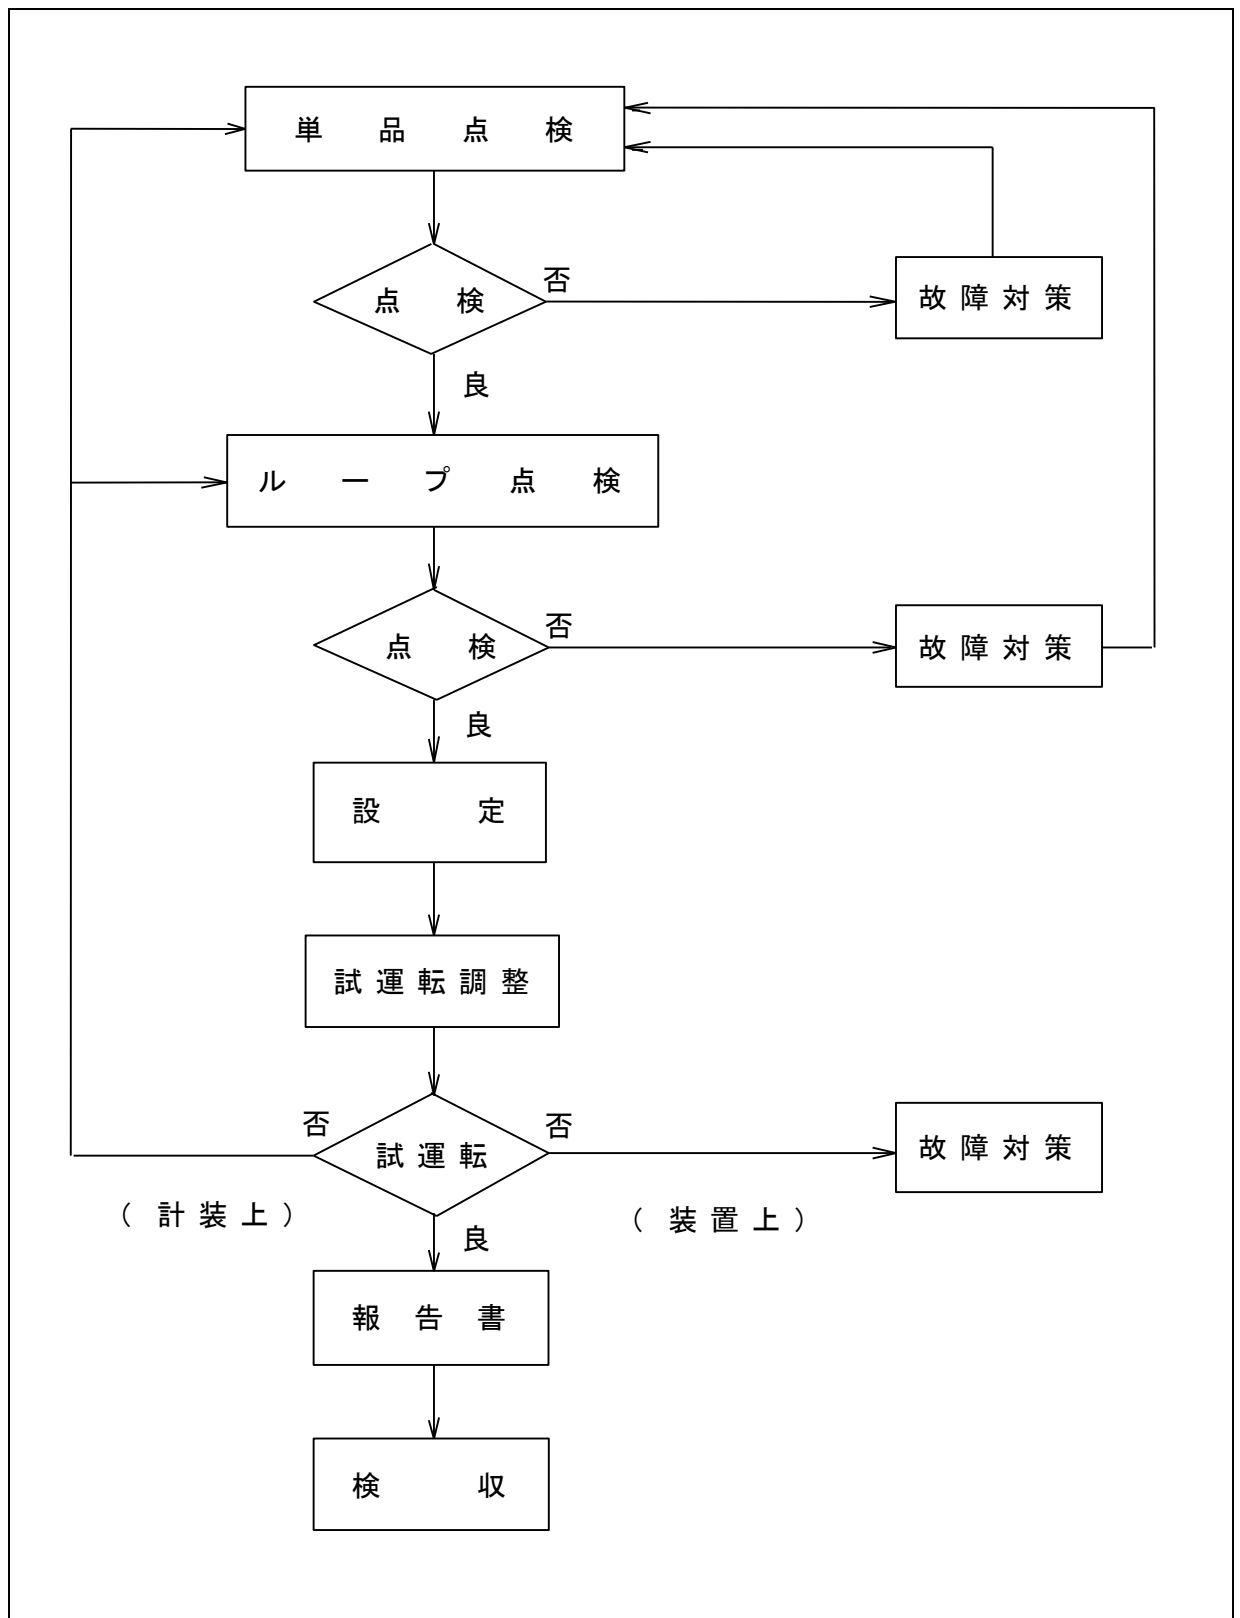 単品点検
点検
否
故障対策
良
ループ点検
点検
否
故障対策
良
設定
試運転調整
否
試運転
否
故障対策
（計装上）
（装置上）
良
報告書
検収